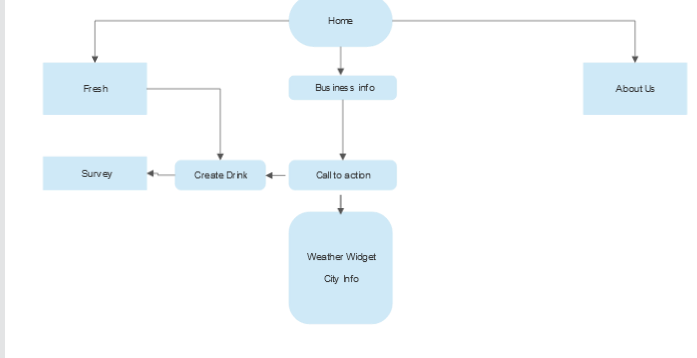 Home
Fresh
Business info
About Us
Survey
Create Drink
Call to action
Weather Widget
City Info